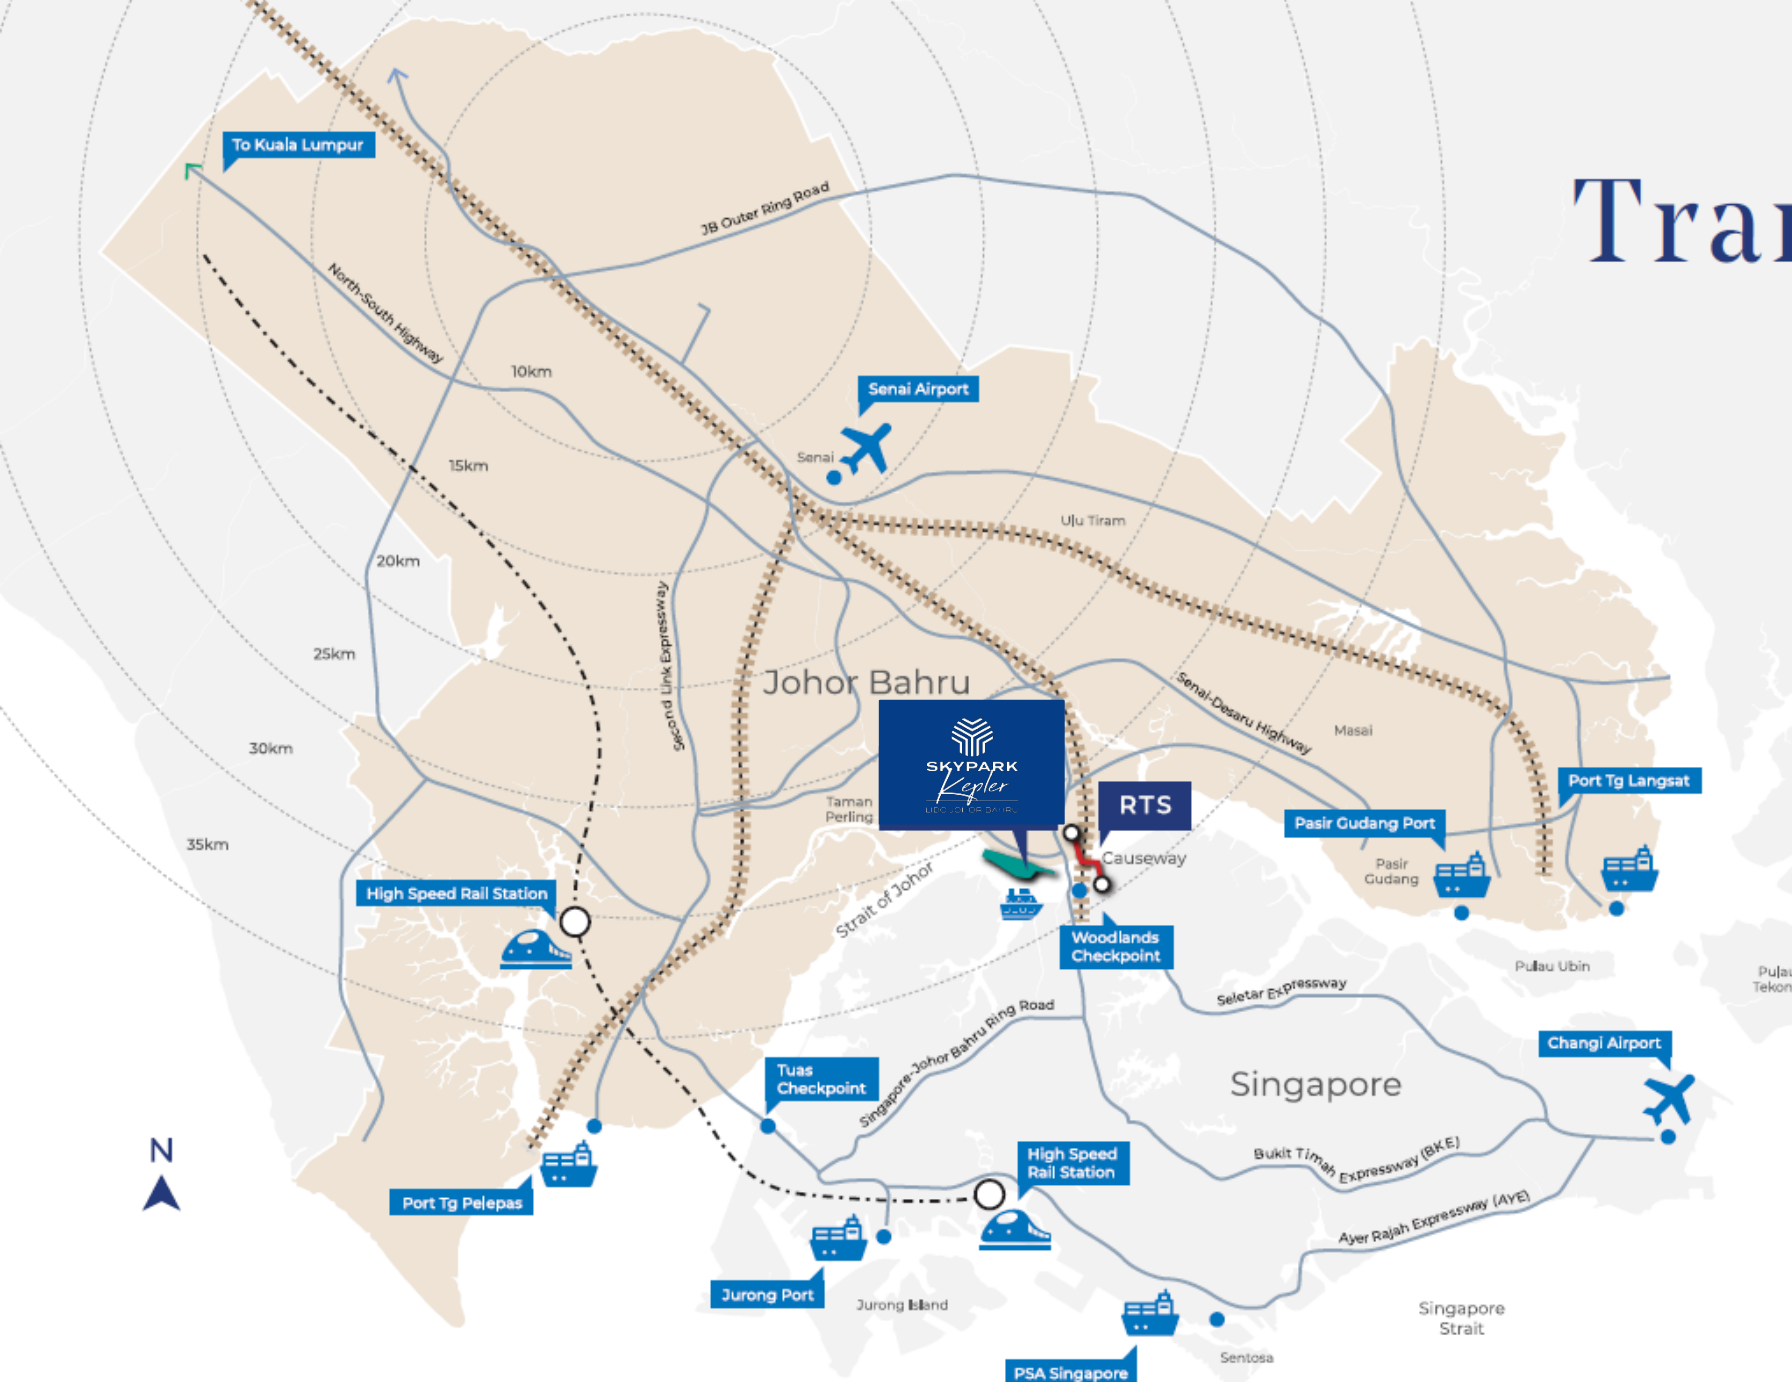 To Kuala Lumpur
JB Outer Ring Road
Tra
North-South Highway
10km
Senai Airport
Senai
15km
Ulu Tiram
20km
Second Link Expressway
25km
Johor Bahru
Senai-Desaru Highway
Masai
30km
SKYPARK
Kepler
Port Tg Langsat
Taman
Perling
RTS
Pasir Gudang Port
35km
Causeway
Pasir
Gudang
High Speed Rail Station
Strait of Johor
Woodlands
Checkpoint
Pulau Ubin
Pulau
Tekon
Seletar Expressway
Singapore-Johor Bahru Ring Road
Changi Airport
Tuas
Checkpoint
Singapore
N
High Speed
Rail Station
Bukit Timah Expressway (BKE)
Port Tg Pelepas
Ayer Rajah Expressway (AYE)
Jurong Port
Jurong Island
Singapore
Strait
Sentosa
PSA Singapore